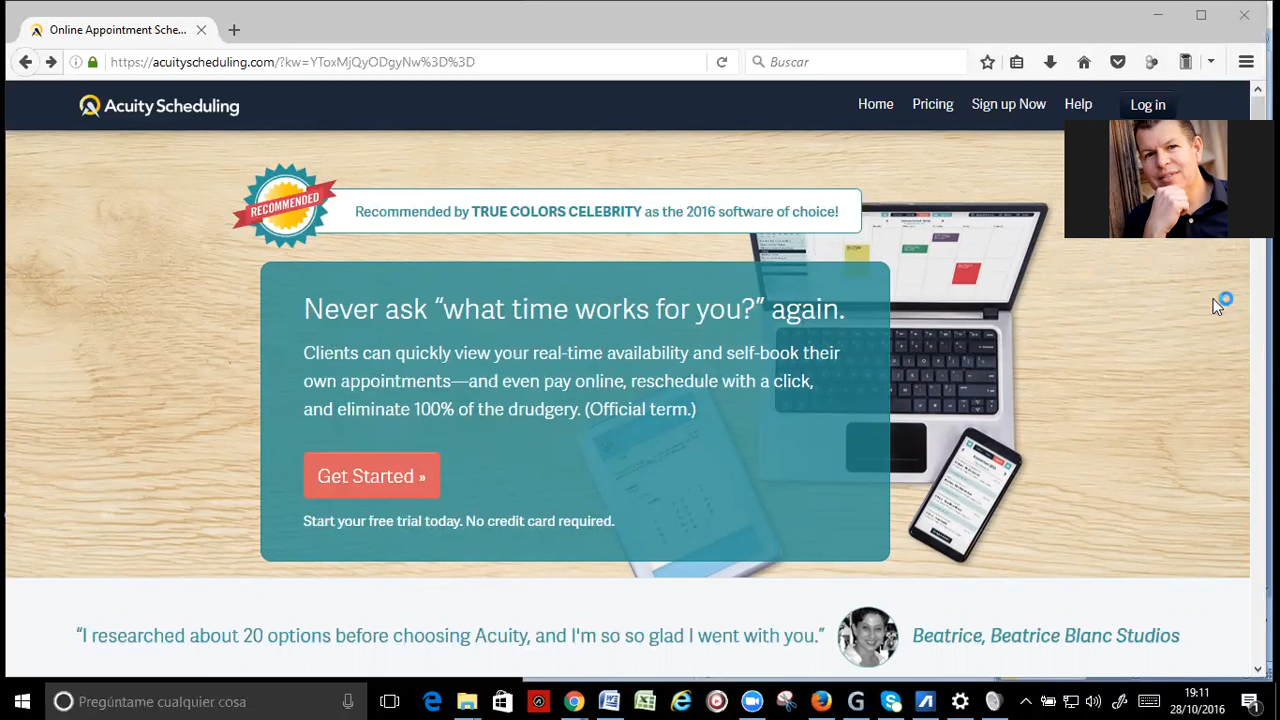 Online Appointment Sche...
https://acuityscheduling.com/?kw=YToxMjQyODgyNw%3D%3D
Buscar
Acuity Scheduling
Home
Pricing
Sign up Now
Help
Log in
RECOMMENDED
Recommended by TRUE COLORS CELEBRITY as the 2016 software of choice!
Never ask “what time works for you?” again.
Clients can quickly view your real-time availability and self-book their
own appointments—and even pay online, reschedule with a click,
and eliminate 100% of the drudgery. (Official term.)
Get Started »
Start your free trial today. No credit card required.
“I researched about 20 options before choosing Acuity, and I'm so so glad I went with you.”
Beatrice, Beatrice Blanc Studios
Pregúntame cualquier cosa
19:11
28/10/2016